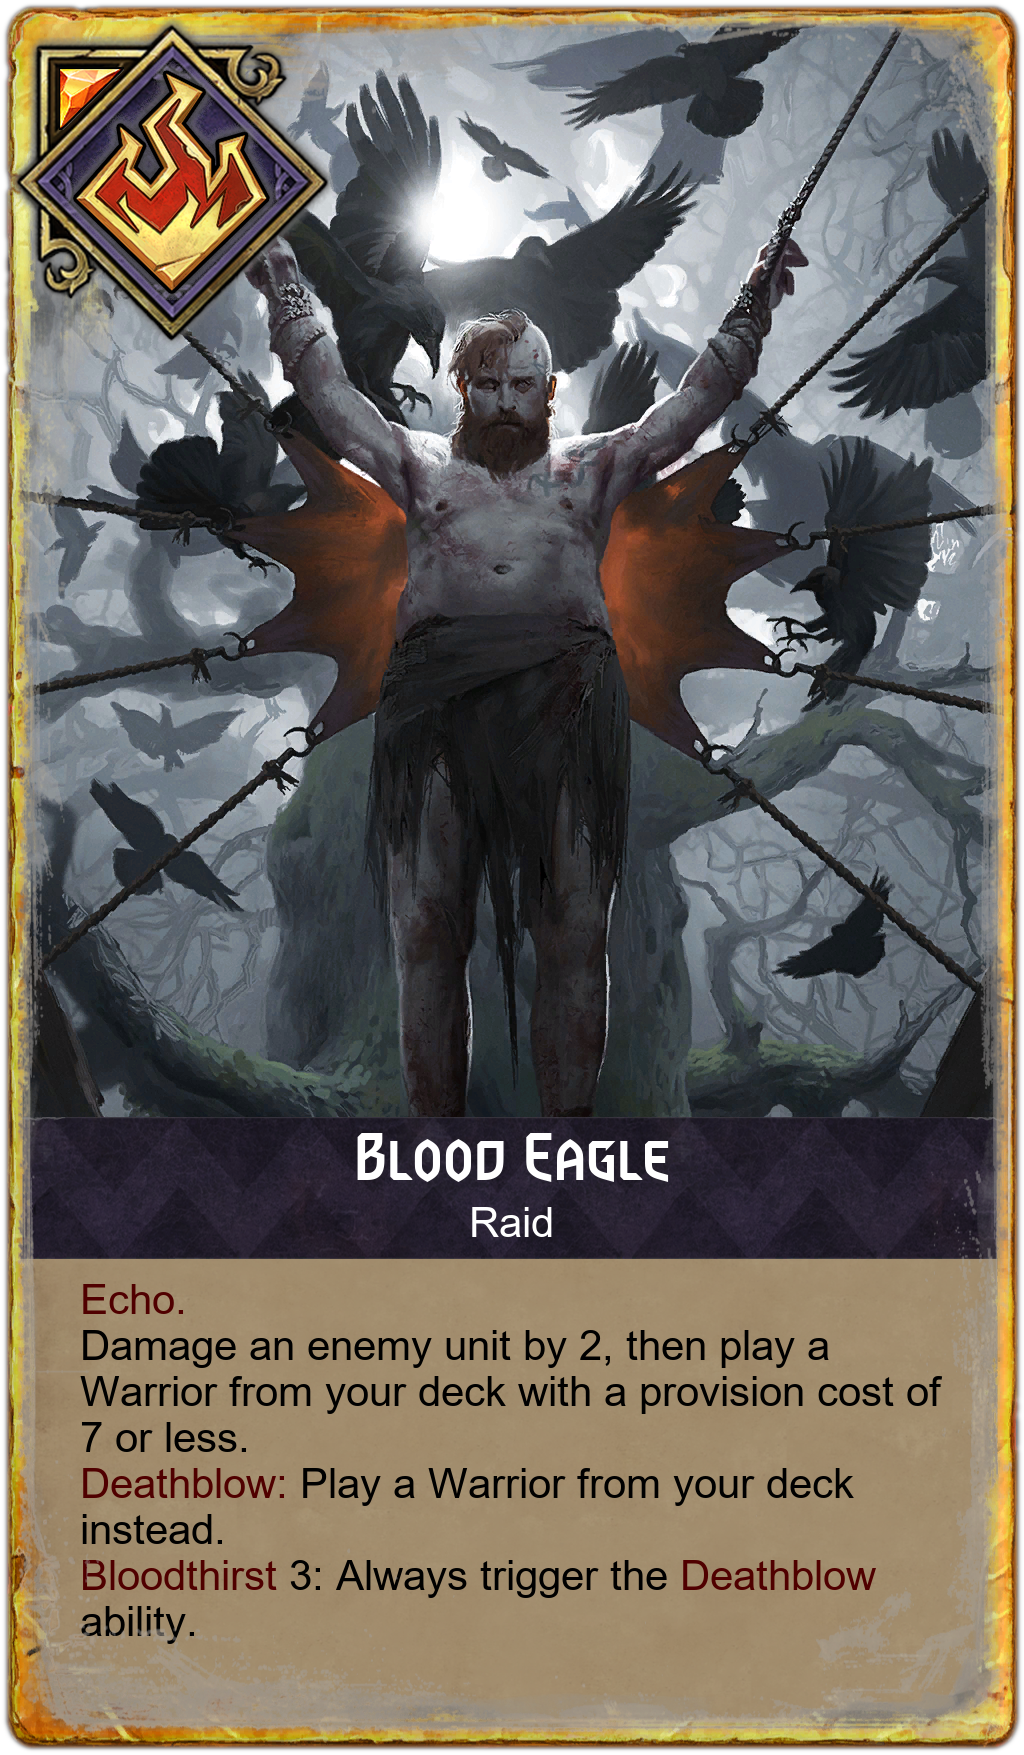 Blood Eagle
Raid
Echo.
Damage an enemy unit by 2, then play a
Warrior from your deck with a provision cost of
7 or less.
Deathblow: Play a Warrior from your deck
instead.
Bloodthirst 3: Always trigger the Deathblow
ability.